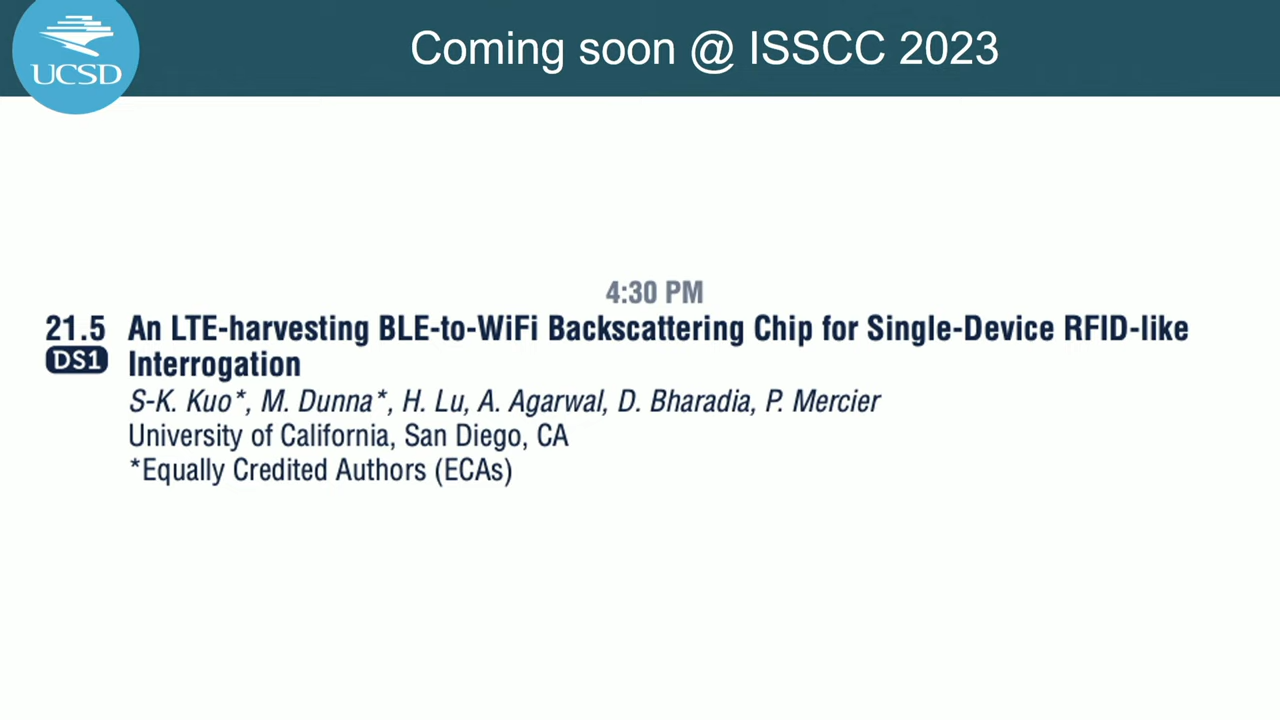 UCSD
Coming soon @ ISSCC 2023
4:30 PM
21.5 An LTE-harvesting BLE-to-WiFi Backscattering Chip for Single-Device RFID-like
DS1 Interrogation
S-K. Kuo*, M. Dunna*, H. Lu, A. Agarwal, D. Bharadia, P. Mercier
University of California, San Diego, CA
*Equally Credited Authors (ECAs)